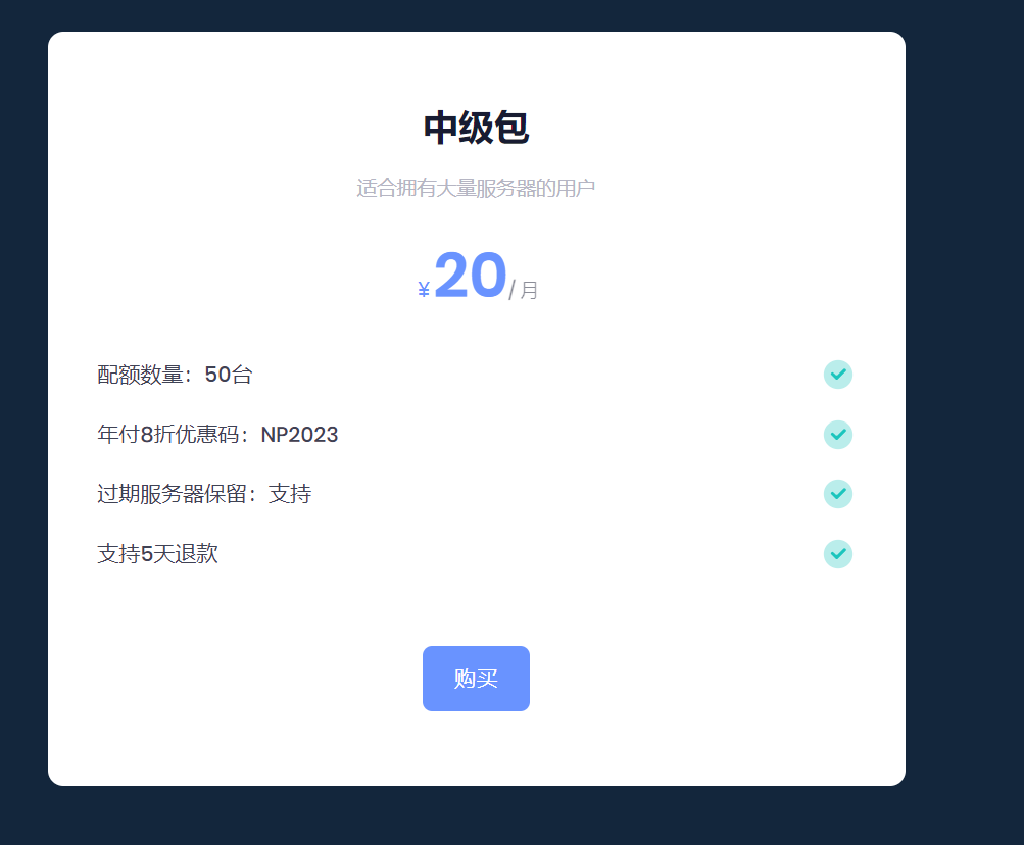 中级包
适合拥有大量服务器的用户
¥20/ 月
配额数量：50台
年付8折优惠码：NP2023
过期服务器保留：支持
支持5天退款
购买